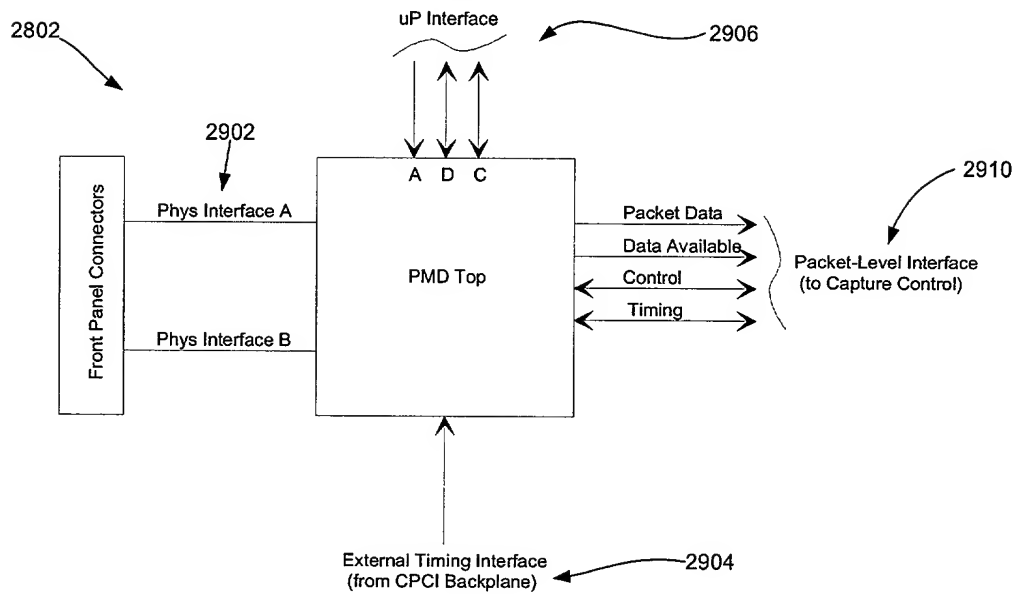 uP Interface
2802
2906
2902
A D C
2910
Front Panel Connectors
Phys Interface A
Packet Data
Data Available
PMD Top
Packet-Level Interface
(to Capture Control)
Control
Timing
Phys Interface B
External Timing Interface
(from CPCI Backplane)
2904